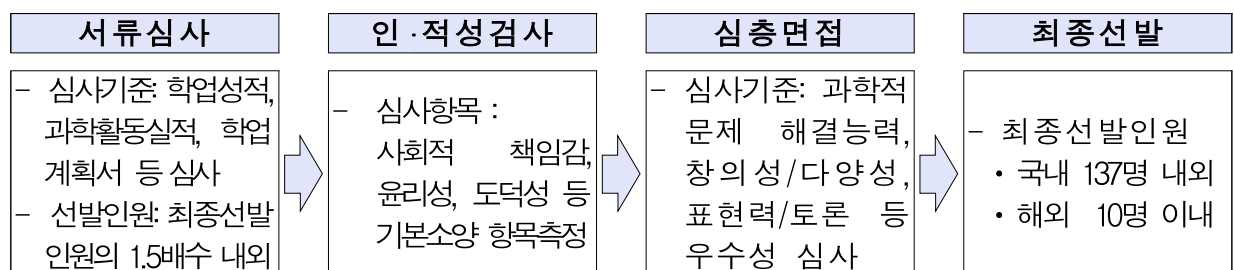 서류심사
- 심사기준: 학업성적,
과학활동실적, 학업
계획서 등 심사
- 선발인원: 최종선발
인원의 1.5배수 내외
인·적성검사
- 심사항목 :
사회적 책임감,
윤리성, 도덕성 등
기본소양 항목측정
심층면접
- 심사기준: 과학적
문제 해결능력,
창의성/다양성,
표현력/토론 등
우수성 심사
최종선발
- 최종선발인원
• 국내 137명 내외
• 해외 10명 이내